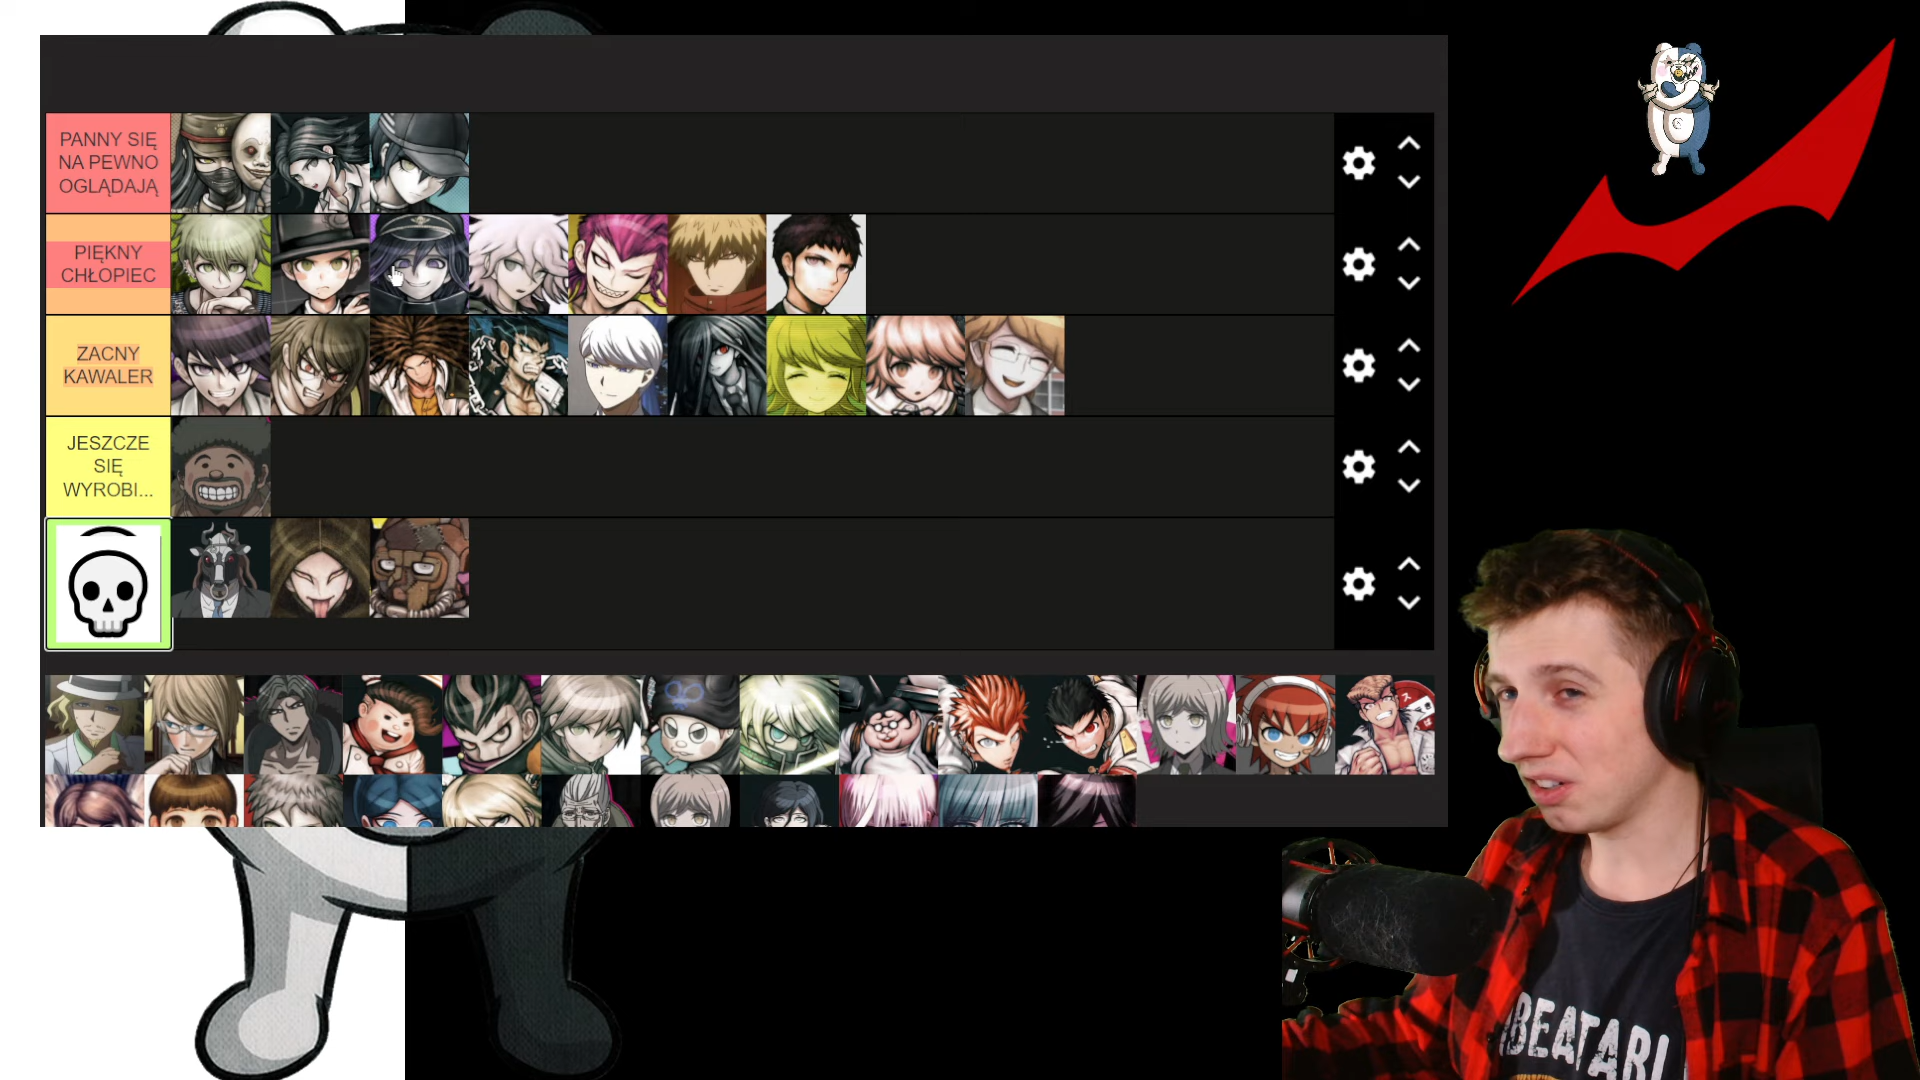 PANNY SIĘ
NA PEWNO
OGLĄDAJĄ
PIĘKNY
CHŁOPIEC
ZACNY
KAWALER
JESZCZE
SIĘ
WYROBI...
BEATABL